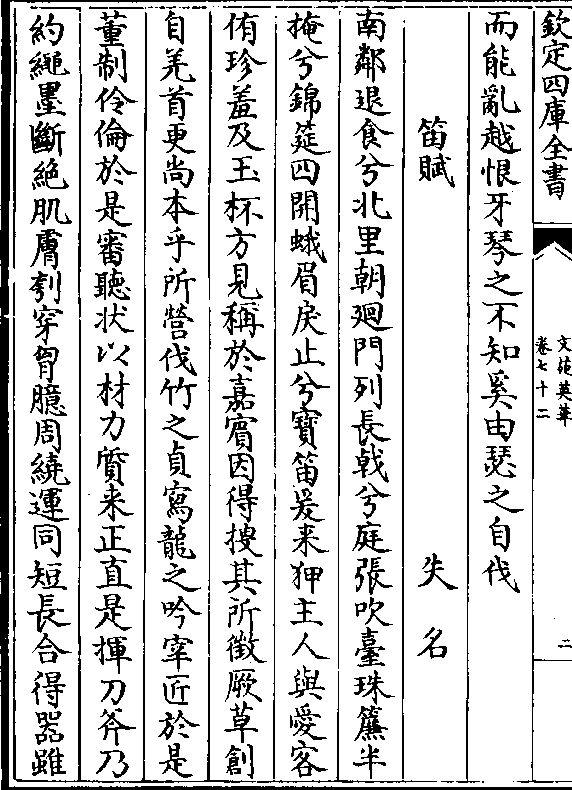 欽定四庫全書
文苑英華
卷七十二
二
而能亂越恨牙琴之不知奚由瑟之自伐
笛賦
失名
南鄰退食兮北里朝廻門列長戟兮庭張吹臺珠簾半
掩兮錦筵四開蛾眉戾止兮寶笛爰来狎主人與愛客
侑珍羞及玉杯方見稱於嘉賓因得搜其所徵厥草創
自羌首更尚本乎所營伐竹之貞寫龍之吟宰匠於是
董制伶倫於是審聽状以材力質来正直是揮刀斧乃
約繩墨斷絶肌膚刳穿胷臆周繞運同短長合得器雖